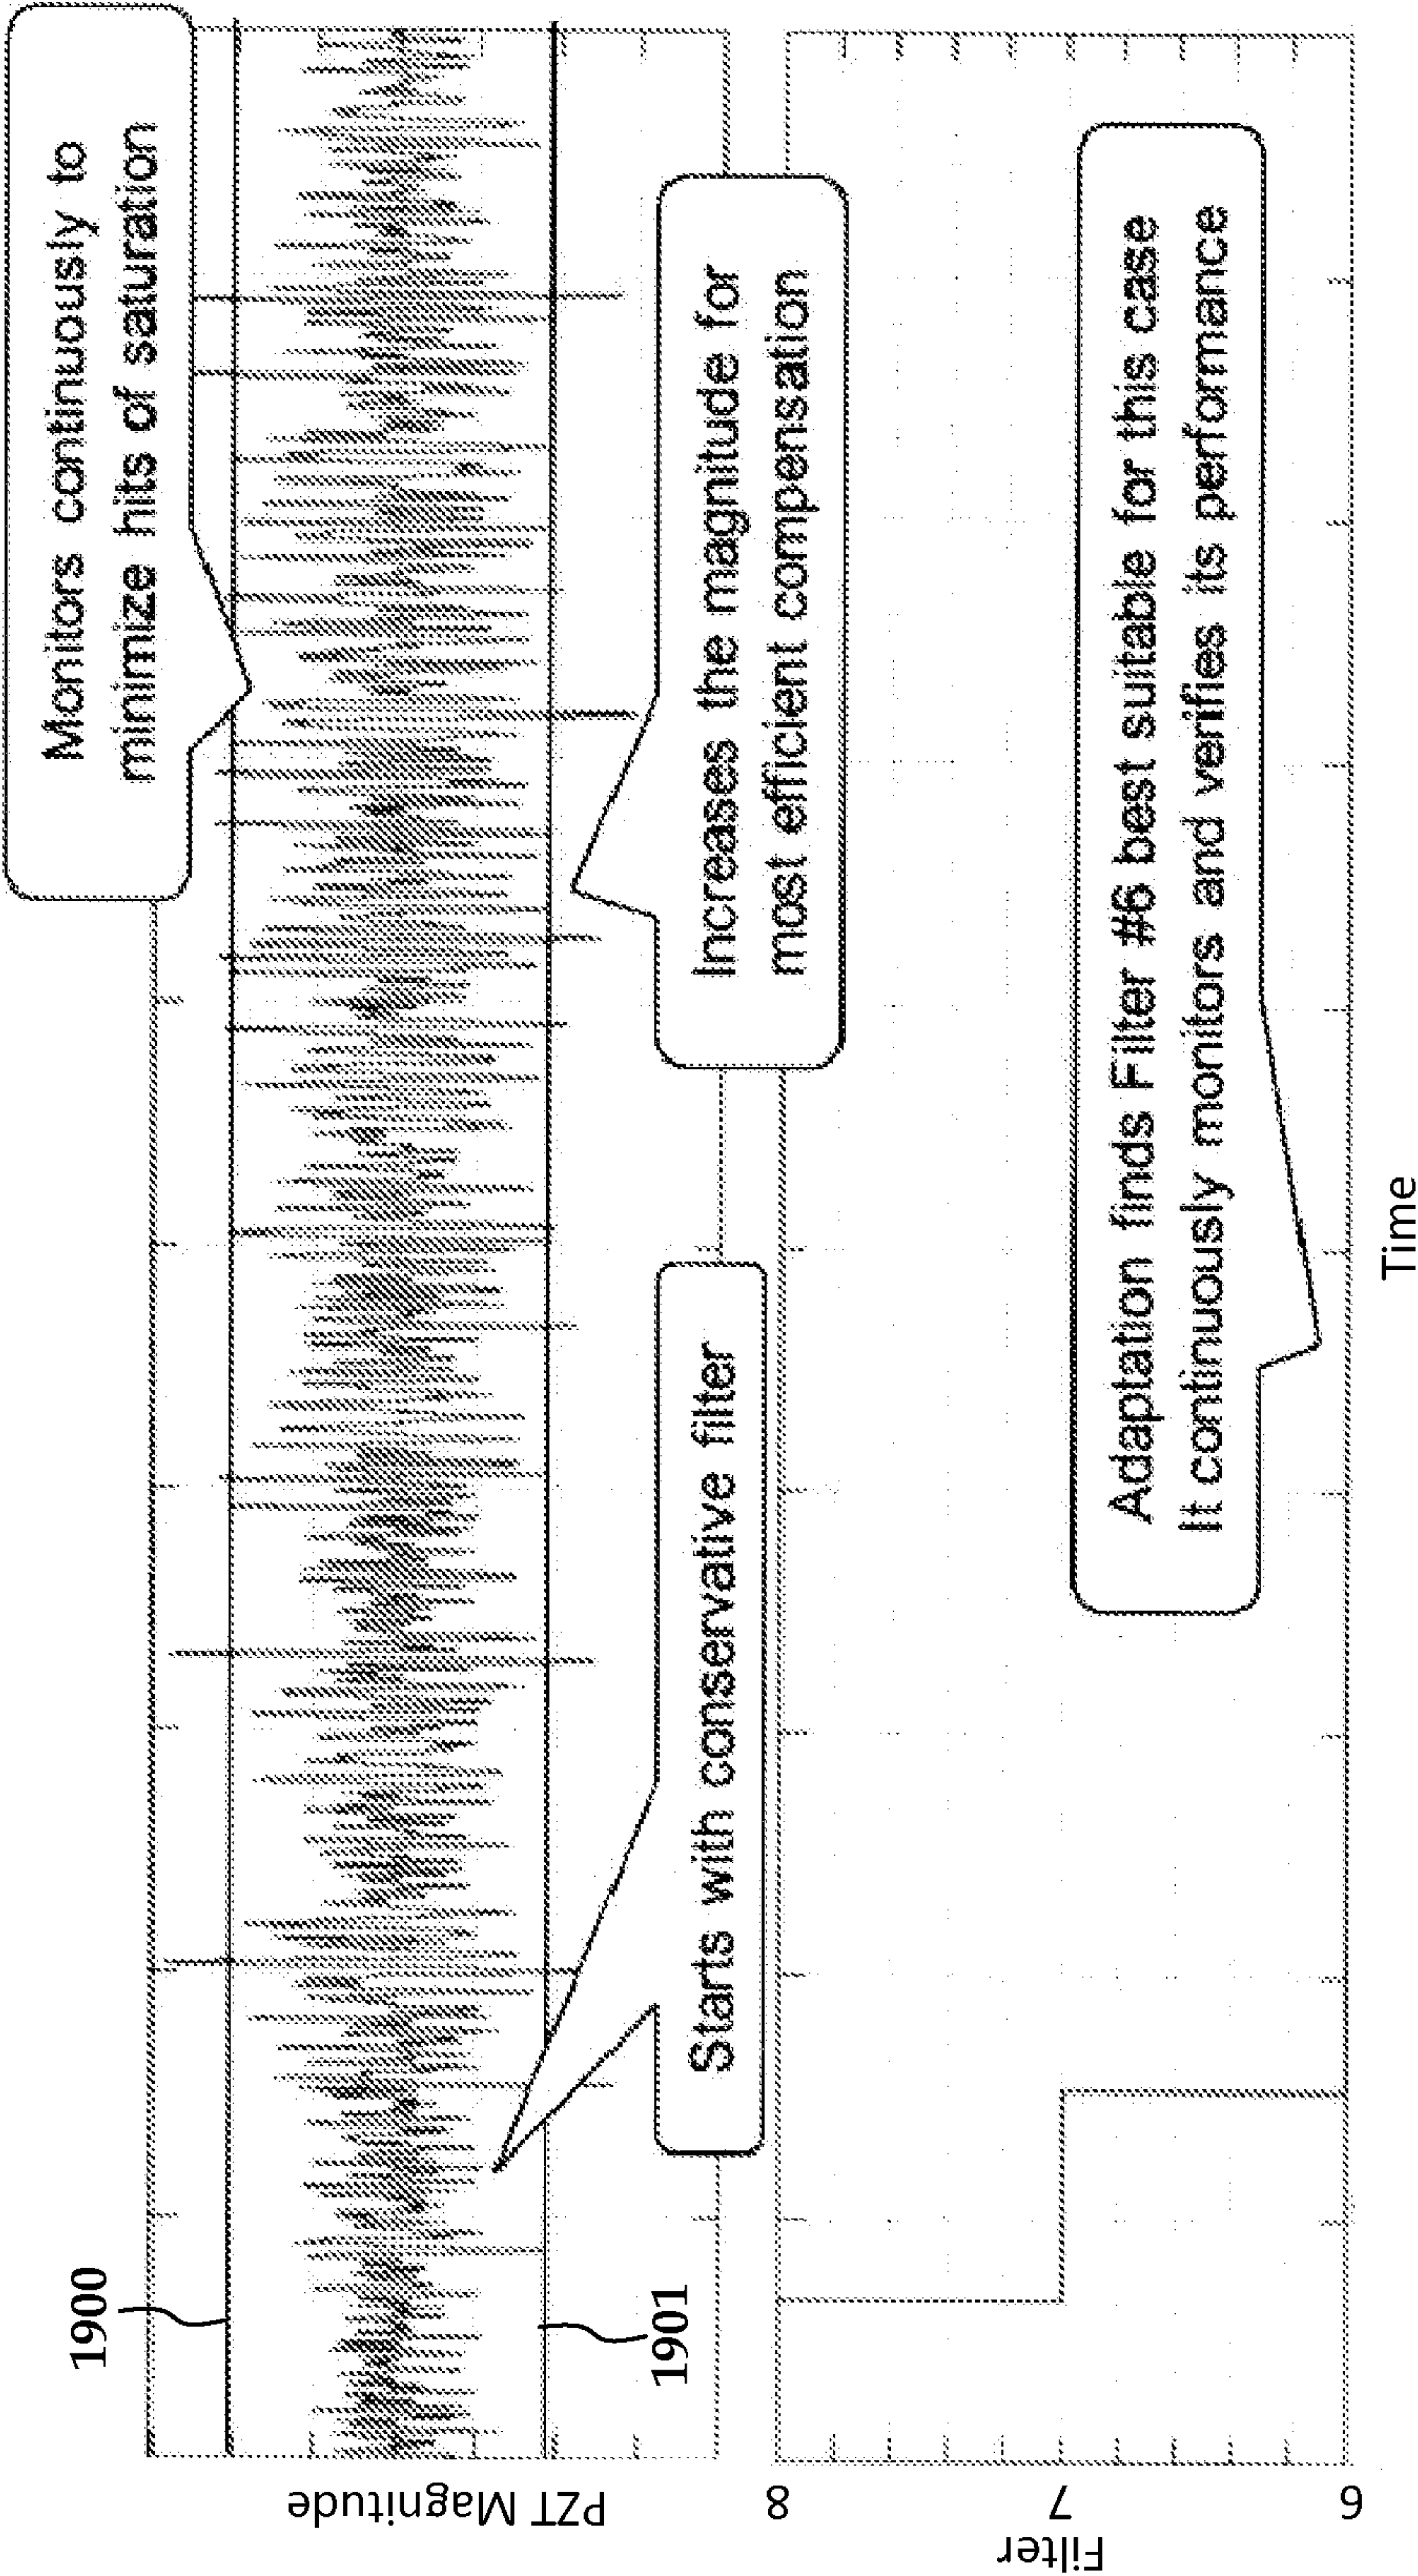 Monitors continuously to
minimize hits of saturation
1900
PZT Magnitude
1901
Increases the magnitude for
most efficient compensation
Starts with conservative filter
8
7
6
Filter
Adaptation finds Filter #6 best suitable for this case
It continuously monitors and verifies its performance
Time